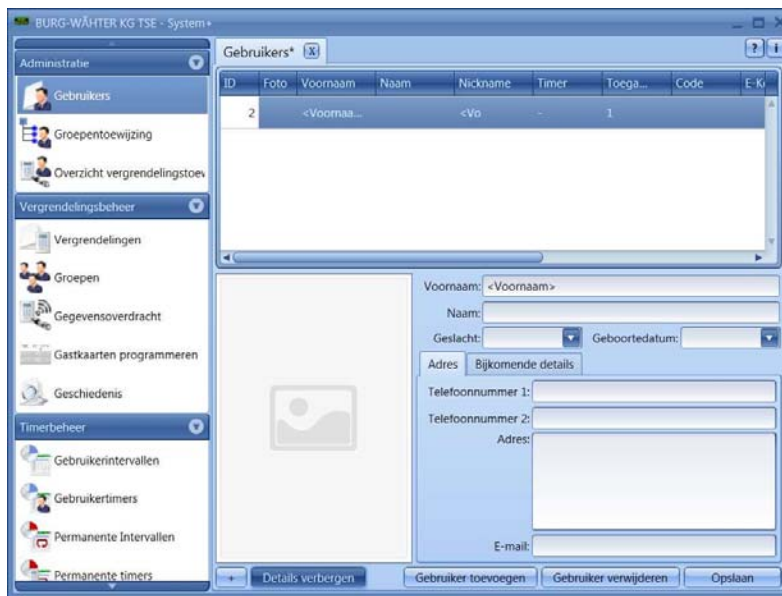 BURG-WÄHTER KG TSE - System+
Administratie
Gebruikers
Groepentoewijzing
Overzicht vergrendelingstoew
Vergrendelingsbeheer
Vergrendelingen
Groepen
Gegevensoverdracht
Gastkaarten programmeren
Geschiedenis
Timerbeheer
Gebruikerintervallen
Gebruikertimers
Permanente Intervallen
Permanente timers
Gebruikers* X
? i
ID Foto Voornaam Naam Nickname Timer Toega... Code E-K
2 <Voornaa... <Vo - 1
Voornaam: <Voornaam>
Naam:
Geslacht: Geboortedatum:
Adres Bijkomende details
Telefoonnummer 1:
Telefoonnummer 2:
Adres:
E-mail:
+ Details verbergen Gebruiker toevoegen Gebruiker verwijderen Opslaan